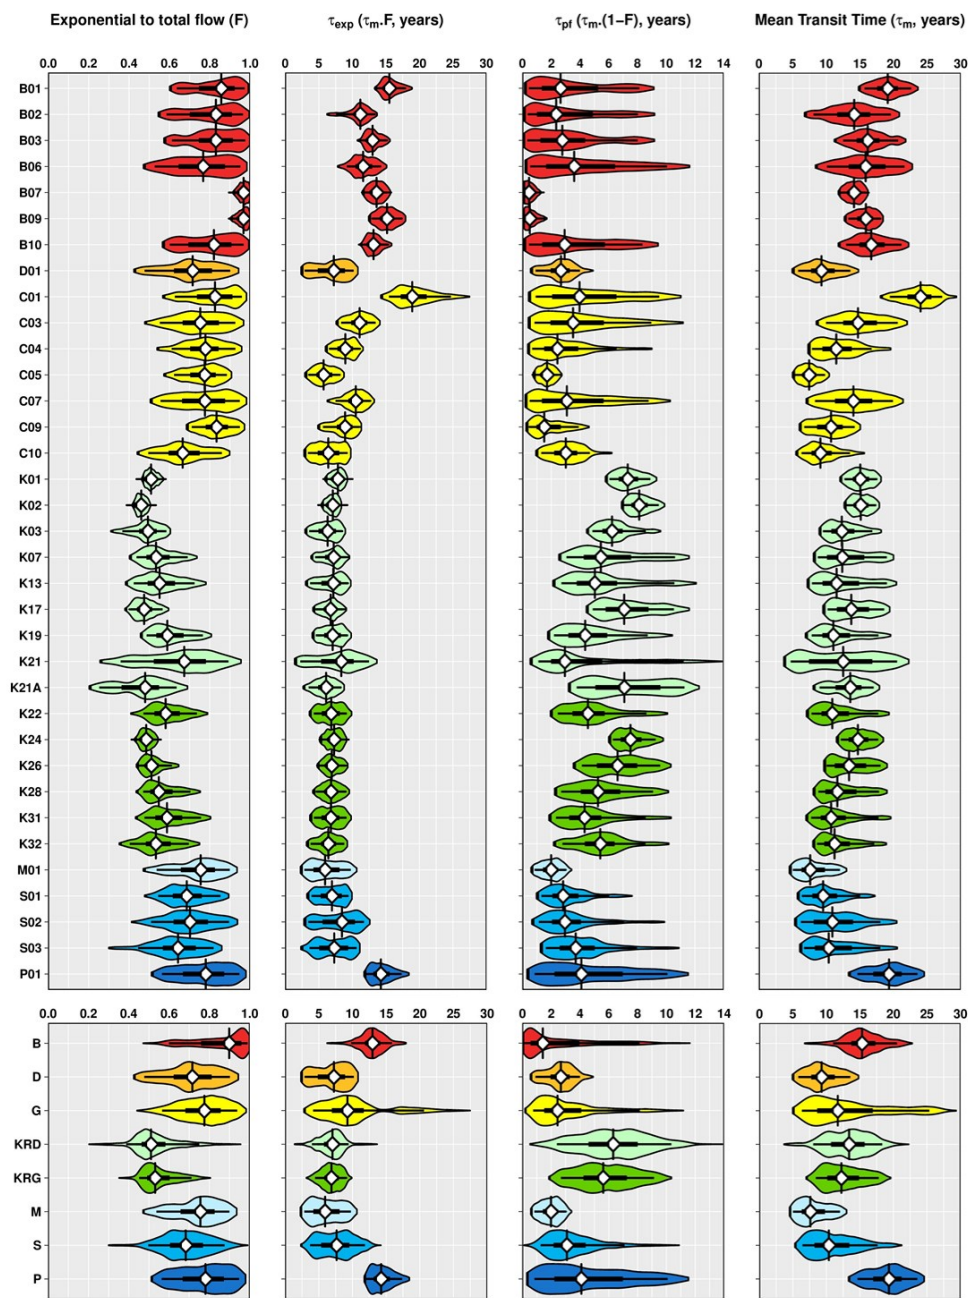 Exponential to total flow (F)
τexp (τm.F, years)
τpf (τm.(1−F), years)
Mean Transit Time (τm, years)
0.0 0.2 0.4 0.6 0.8 1.0
0 5 10 15 20 25 30
0 2 4 6 8 10 12 14
0 5 10 15 20 25 30
B01
B02
B03
B06
B07
B09
B10
D01
C01
C03
C04
C05
C07
C09
C10
K01
K02
K03
K07
K13
K17
K19
K21
K21A
K22
K24
K26
K28
K31
K32
M01
S01
S02
S03
P01
0.0 0.2 0.4 0.6 0.8 1.0
0 5 10 15 20 25 30
0 2 4 6 8 10 12 14
0 5 10 15 20 25 30
B
D
G
KRD
KRG
M
S
P